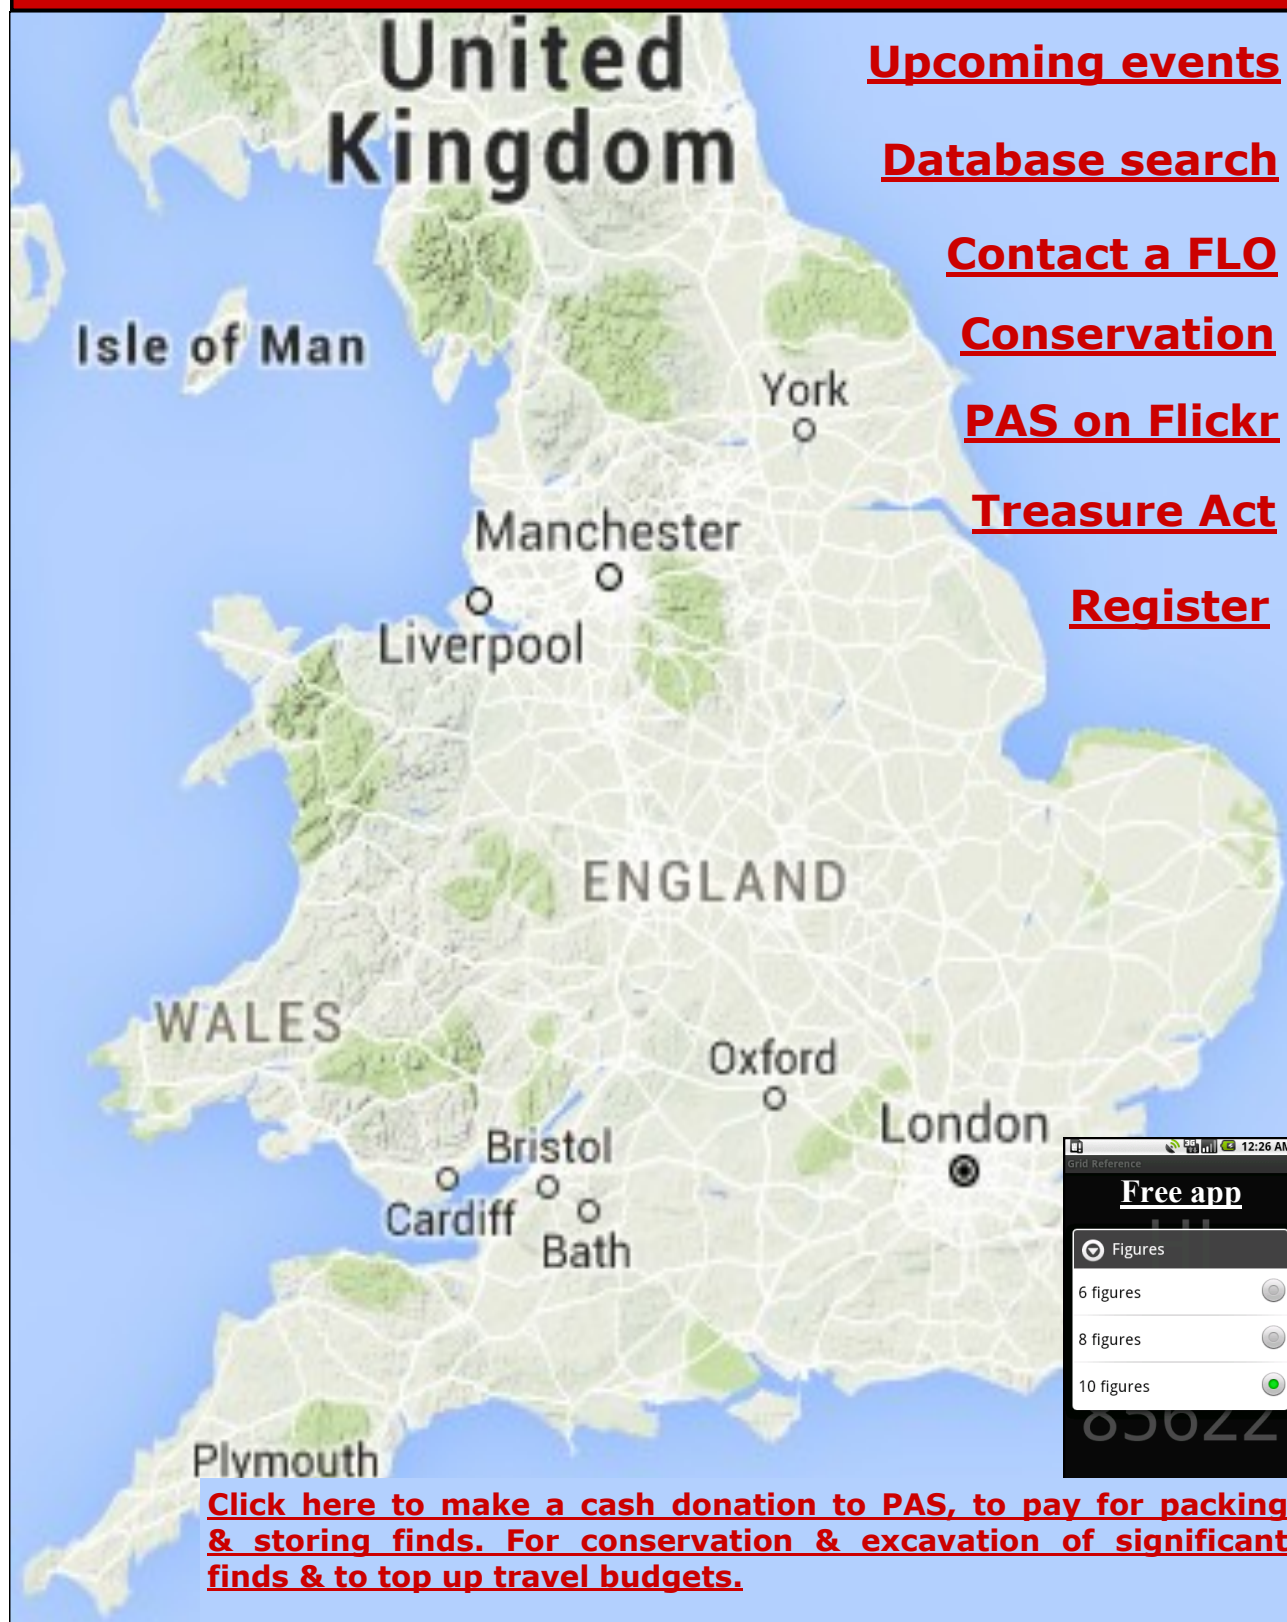 United
Kingdom
Upcoming events
Database search
Contact a FLO
Isle of Man
Conservation
York
PAS on Flickr
Treasure Act
Manchester
Register
Liverpool
ENGLAND
WALES
Oxford
London
Bristol
Cardiff
Bath
Plymouth
12:26 AM
Grid Reference
Free app
Figures
6 figures
8 figures
10 figures
85622
Click here to make a cash donation to PAS, to pay for packing
& storing finds. For conservation & excavation of significant
finds & to top up travel budgets.